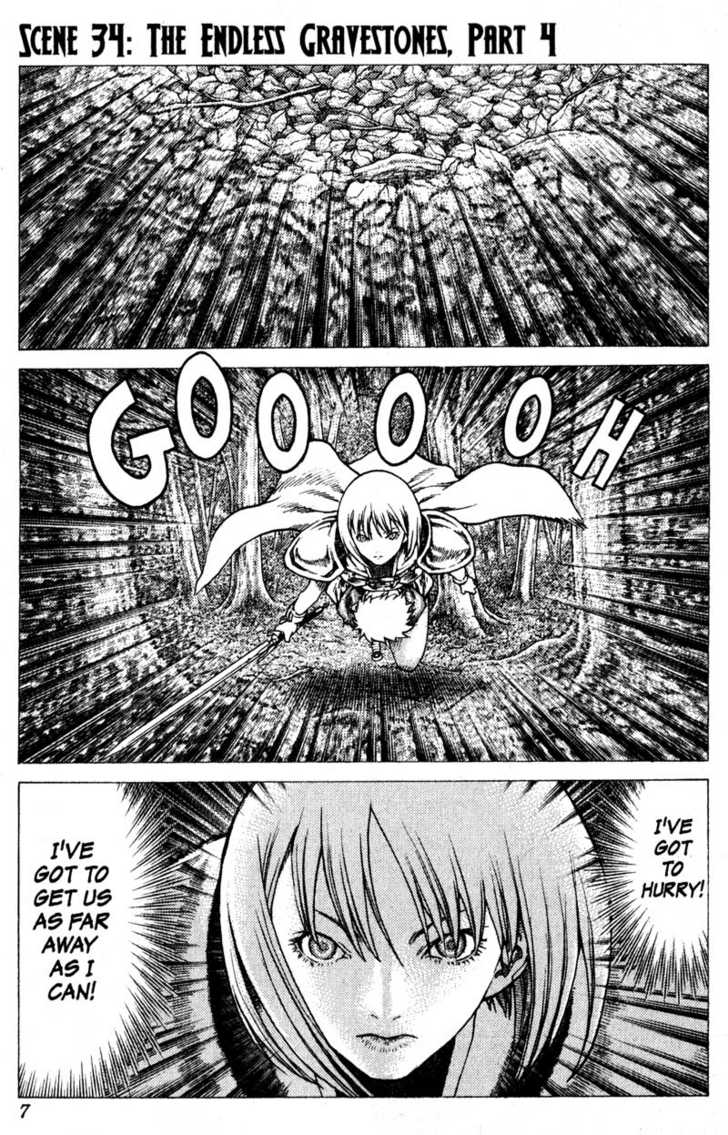 SCENE 34: THE ENDLESS GRAVESTONES, PART 4
GOOOOH
I'VE
GOT
TO
HURRY!
I'VE
GOT TO
GET US
AS FAR
AWAY
AS I
CAN!
7